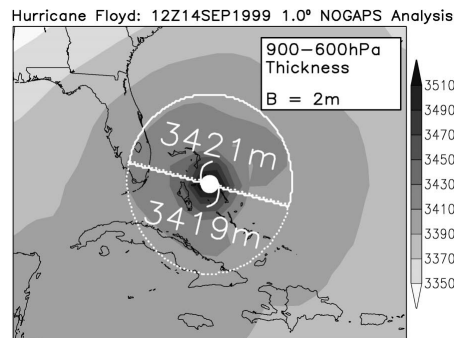 Hurricane Floyd: 12Z14SEP1999 1.0° NOGAPS Analysis
900-600hPa
Thickness
B = 2m
3421m
3419m
3510
3490
3470
3450
3430
3410
3390
3370
3350